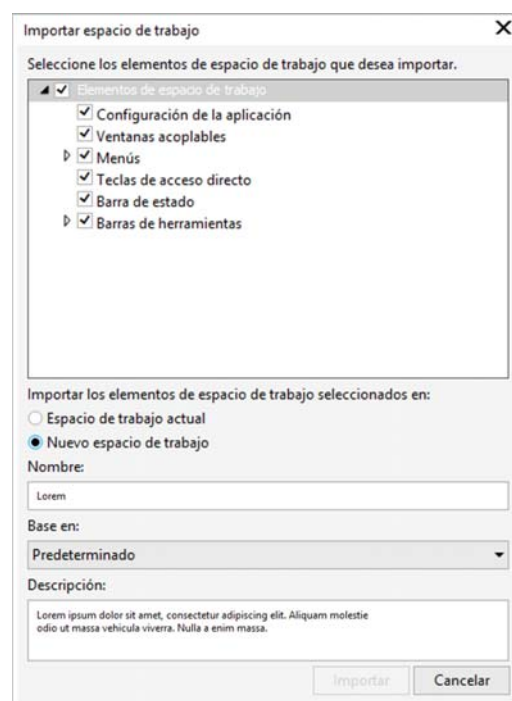 Importar espacio de trabajo
Seleccione los elementos de espacio de trabajo que desea importar.
Elementos de espacio de trabajo
Configuración de la aplicación
Ventanas acoplables
Menús
Teclas de acceso directo
Barra de estado
Barras de herramientas
Importar los elementos de espacio de trabajo seleccionados en:
Espacio de trabajo actual
Nuevo espacio de trabajo
Nombre:
Lorem
Base en:
Predeterminado
Descripción:
Lorem ipsum dolor sit amet, consectetur adipiscing elit. Aliquam molestie
odio ut massa vehicula viverra. Nulla a enim massa.
Importar Cancelar